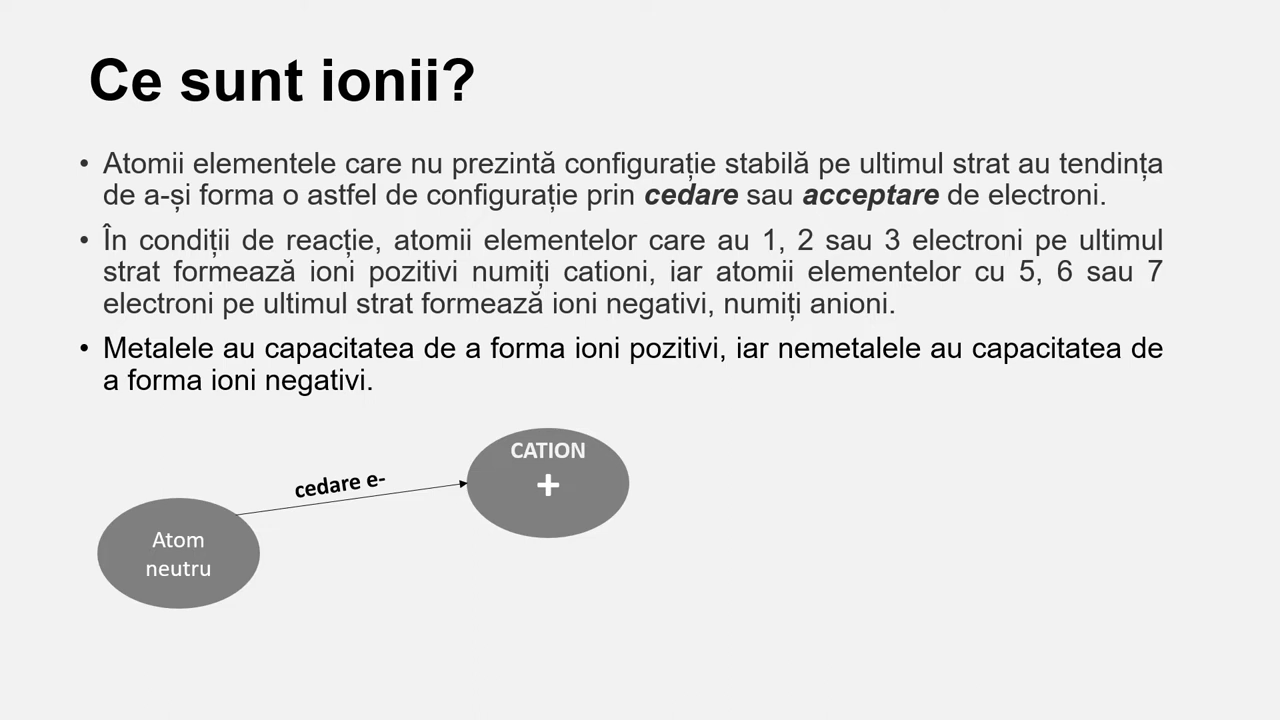 Ce sunt ionii?
• Atomii elementele care nu prezintă configurație stabilă pe ultimul strat au tendința
de a-și forma o astfel de configurație prin cedare sau acceptare de electroni.
• În condiții de reacție, atomii elementelor care au 1, 2 sau 3 electroni pe ultimul
strat formează ioni pozitivi numiți cationi, iar atomii elementelor cu 5, 6 sau 7
electroni pe ultimul strat formează ioni negativi, numiți anioni.
• Metalele au capacitatea de a forma ioni pozitivi, iar nemetalele au capacitatea de
a forma ioni negativi.
CATION
+
cedare e-
Atom
neutru